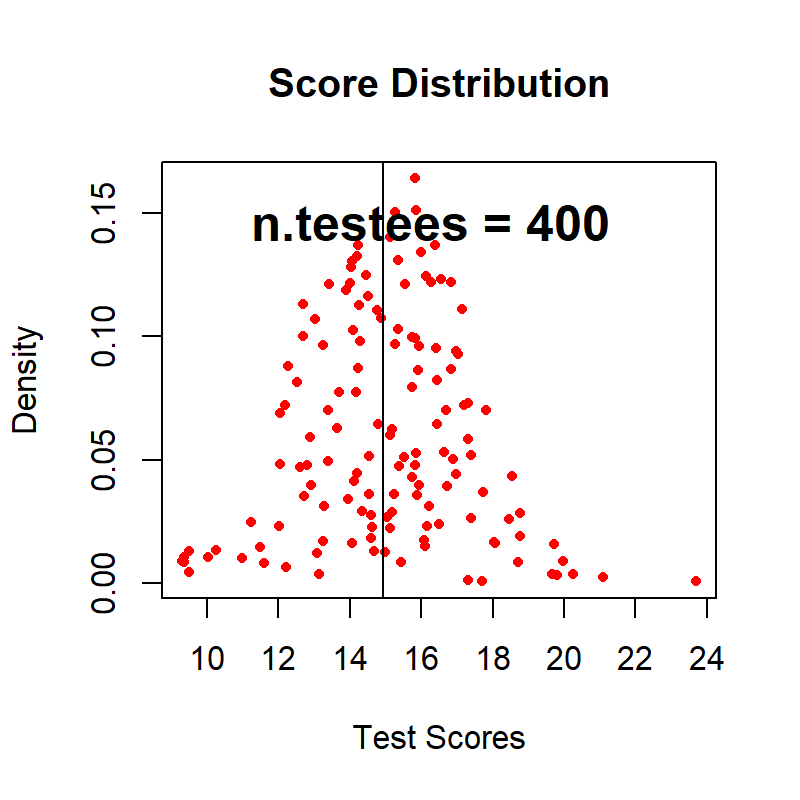 Score Distribution
n.testees = 400
Density
0.15
0.10
0.05
0.00
10 12 14 16 18 20 22 24
Test Scores